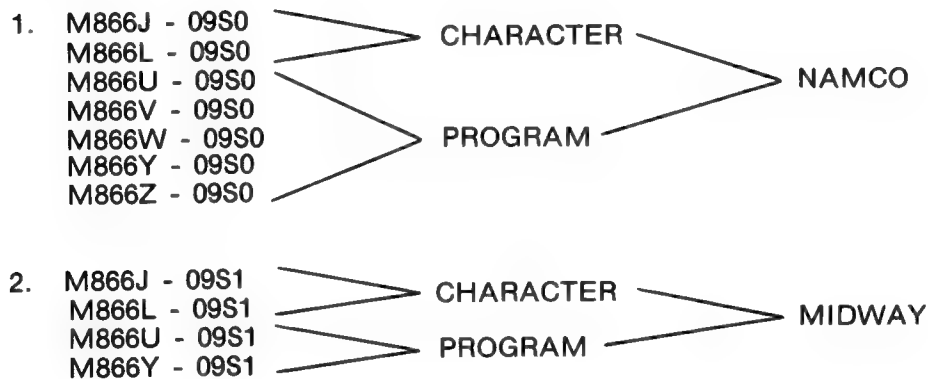 1. M866J - 09S0
M866L - 09S0
CHARACTER
M866U - 09S0
M866V - 09S0
M866W - 09S0
M866Y - 09S0
M866Z - 09S0
PROGRAM
NAMCO
2. M866J - 09S1
M866L - 09S1
CHARACTER
M866U - 09S1
M866Y - 09S1
PROGRAM
MIDWAY